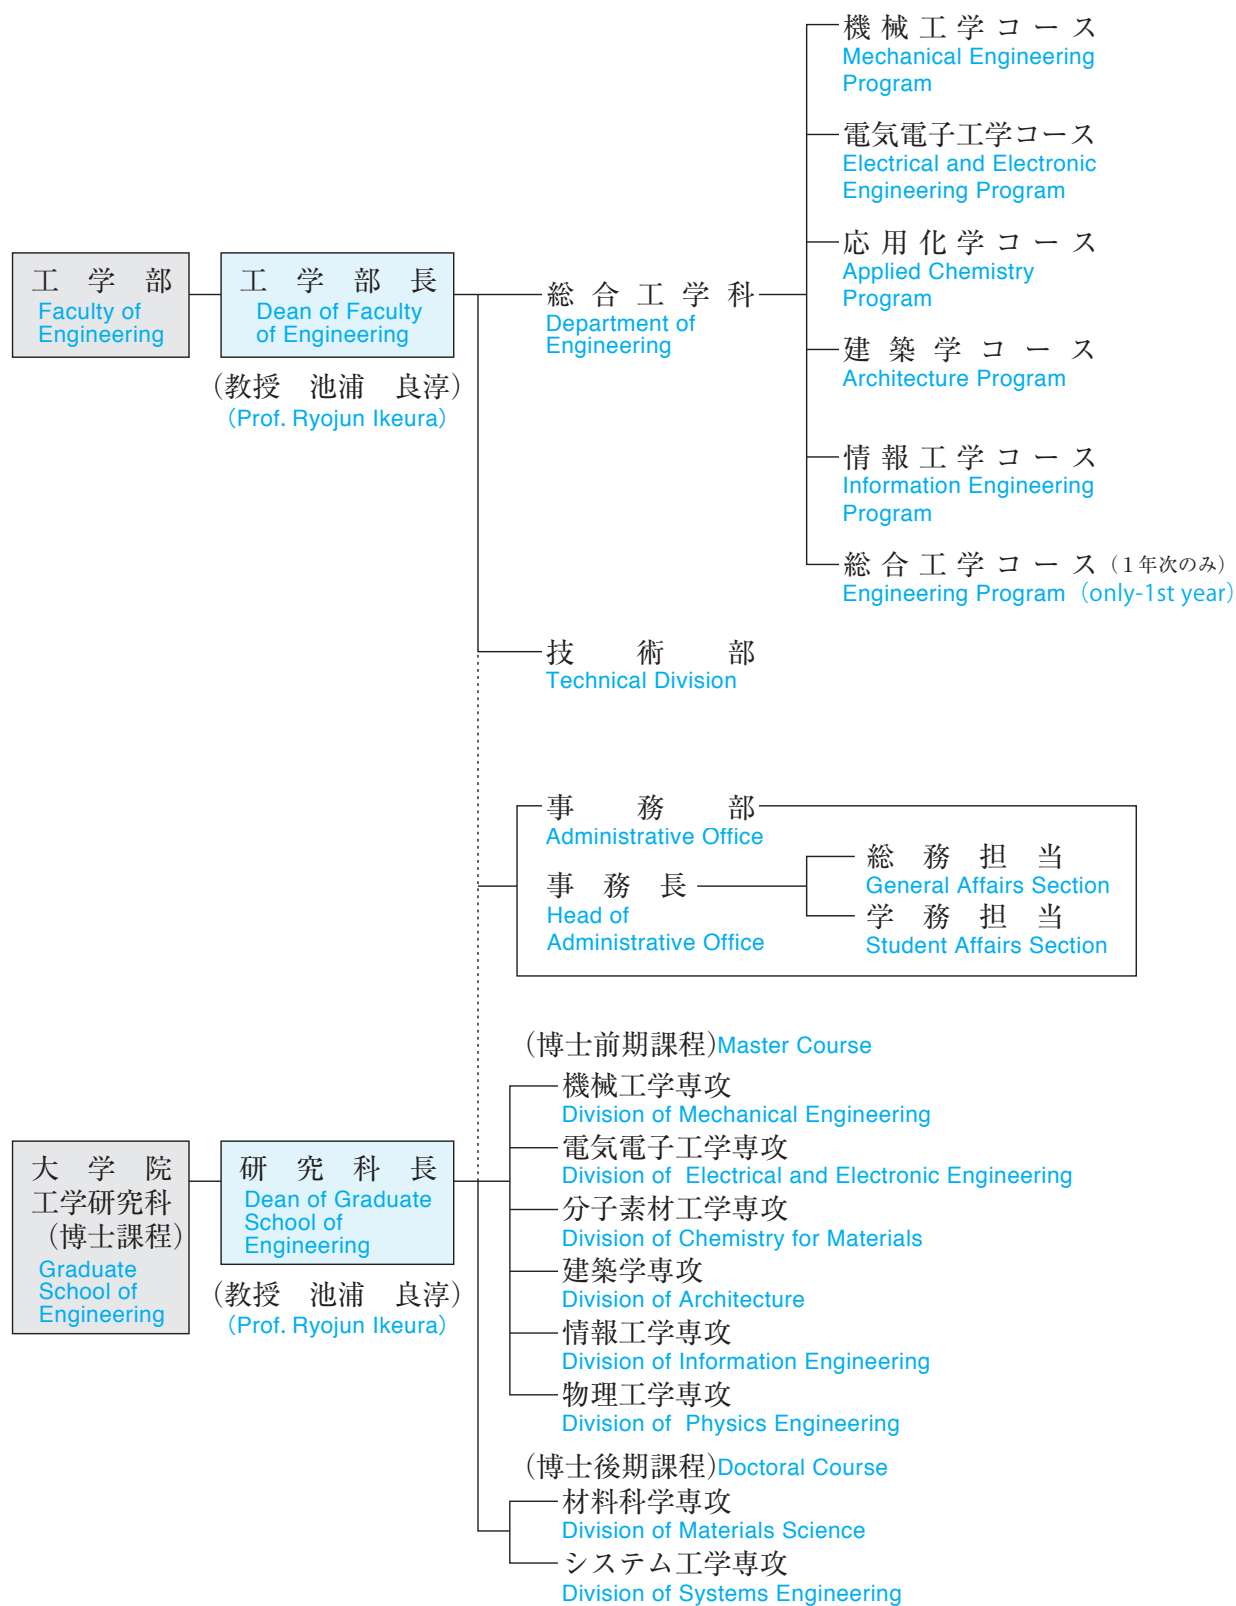 工学部
Faculty of
Engineering
工学部長
Dean of Faculty
of Engineering
（教授　池浦　良淳）
（Prof. Ryojun Ikeura）
総合工学科
Department of
Engineering
機械工学コース
Mechanical Engineering
Program
電気電子工学コース
Electrical and Electronic
Engineering Program
応用化学コース
Applied Chemistry
Program
建築学コース
Architecture Program
情報工学コース
Information Engineering
Program
総合工学コース（１年次のみ）
Engineering Program（only-1st year）
技術部
Technical Division
事務部
Administrative Office
事務長
Head of
Administrative Office
総務担当
General Affairs Section
学務担当
Student Affairs Section
大学院
工学研究科
（博士課程）
Graduate
School of
Engineering
研究科長
Dean of Graduate
School of
Engineering
（教授　池浦　良淳）
（Prof. Ryojun Ikeura）
（博士前期課程）Master Course
機械工学専攻
Division of Mechanical Engineering
電気電子工学専攻
Division of Electrical and Electronic Engineering
分子素材工学専攻
Division of Chemistry for Materials
建築学専攻
Division of Architecture
情報工学専攻
Division of Information Engineering
物理工学専攻
Division of Physics Engineering
（博士後期課程）Doctoral Course
材料科学専攻
Division of Materials Science
システム工学専攻
Division of Systems Engineering